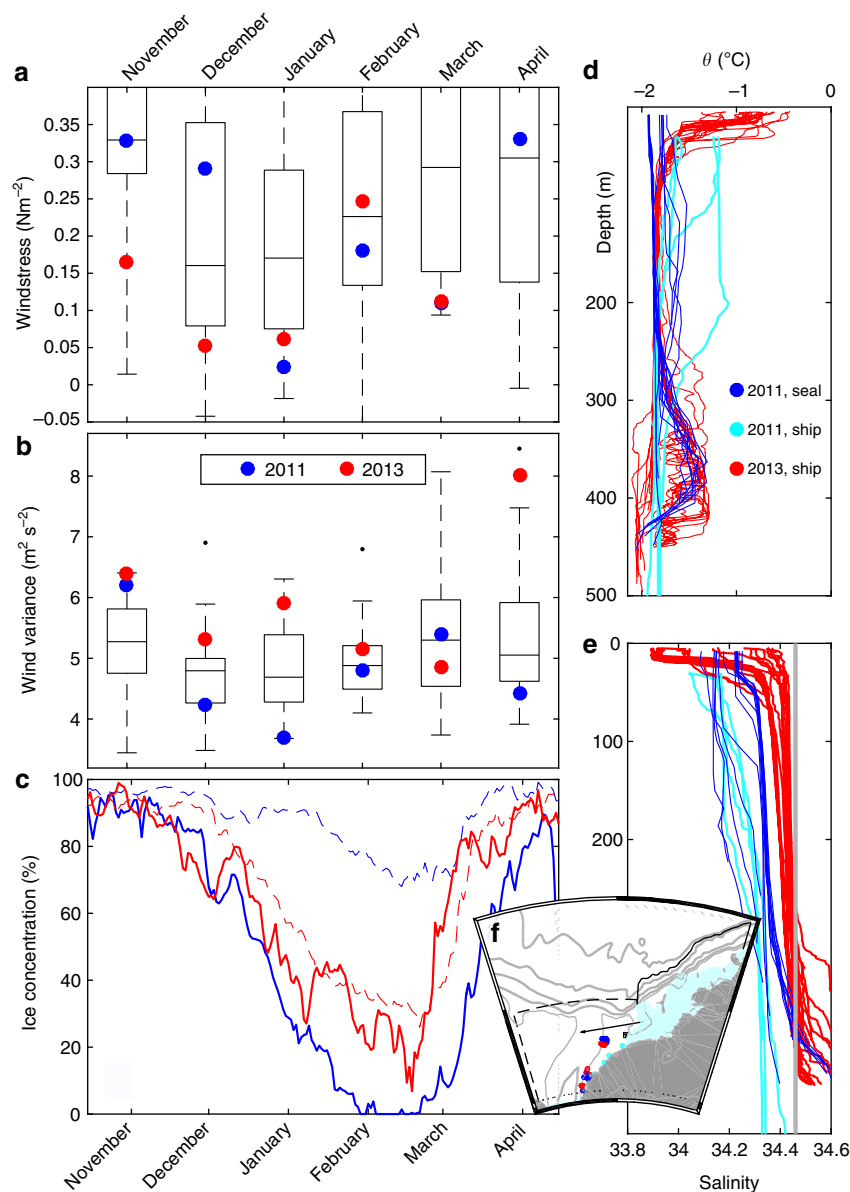 November December January February March April
a
Windstress (Nm⁻²)
0.35
0.3
0.25
0.2
0.15
0.1
0.05
0
−0.05
b
2011 2013
Wind variance (m² s⁻²)
8
7
6
5
4
c
Ice concentration (%)
100
80
60
40
20
0
November December January February March April
d
θ (°C)
−2 −1 0
Depth (m)
200
300
400
500
2011, seal
2011, ship
2013, ship
e
0
100
200
f
33.8 34 34.2 34.4 34.6
Salinity